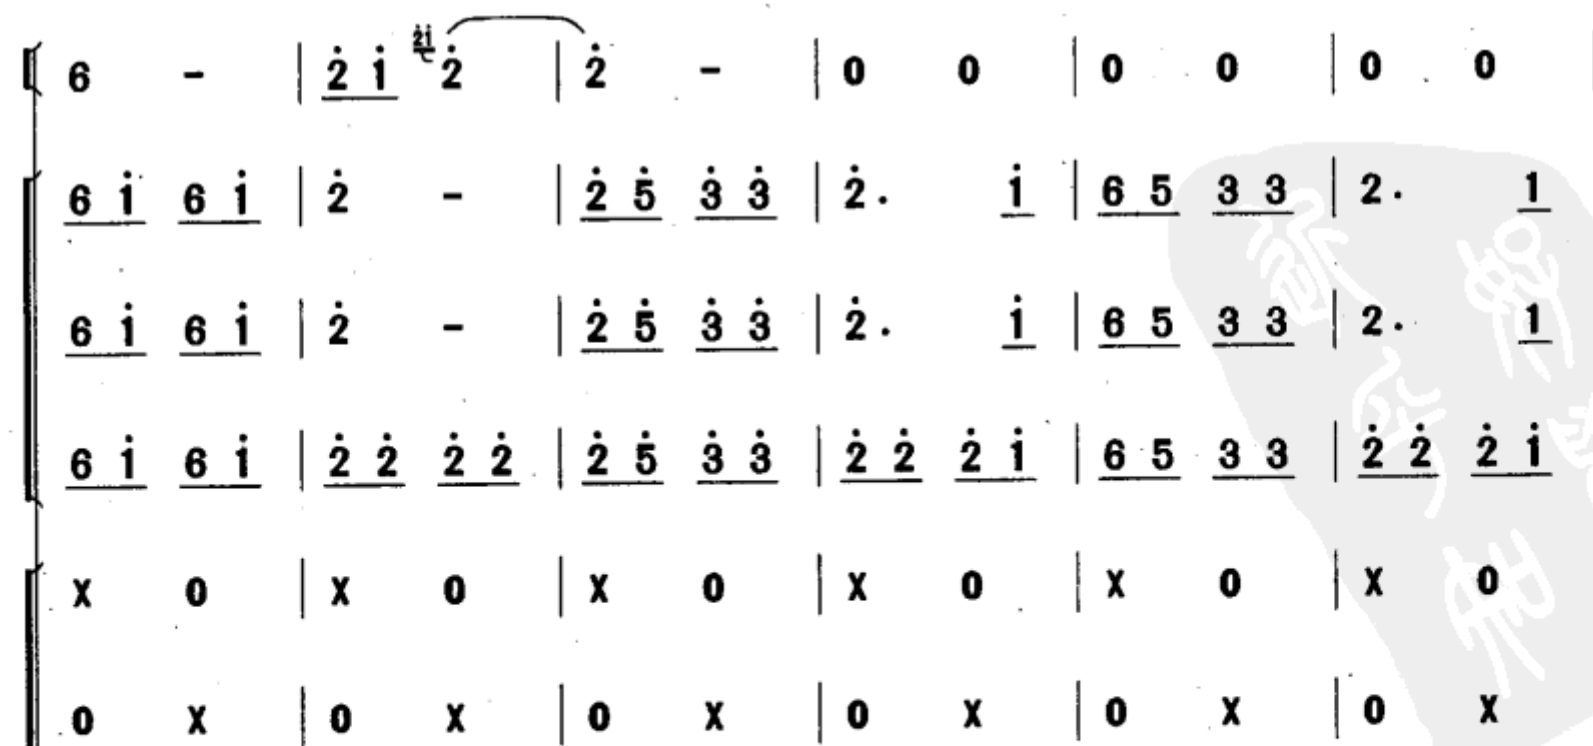 6 - | 2̇ 1̇ 2̇1̇ 2̇ | 2̇ - | 0 0 | 0 0 | 0 0
6 1̇ 6 1̇ | 2̇ - | 2̇ 5̇ 3̇ 3̇ | 2̇. 1̇ | 6 5 3 3 | 2. 1
6 1̇ 6 1̇ | 2̇ - | 2̇ 5̇ 3̇ 3̇ | 2̇. 1̇ | 6 5 3 3 | 2. 1
6 1̇ 6 1̇ | 2̇ 2̇ 2̇ 2̇ | 2̇ 5̇ 3̇ 3̇ | 2̇ 2̇ 2̇ 1̇ | 6 5 3 3 | 2̇ 2̇ 2̇ 1̇
X 0 | X 0 | X 0 | X 0 | X 0 | X 0
0 X | 0 X | 0 X | 0 X | 0 X | 0 X